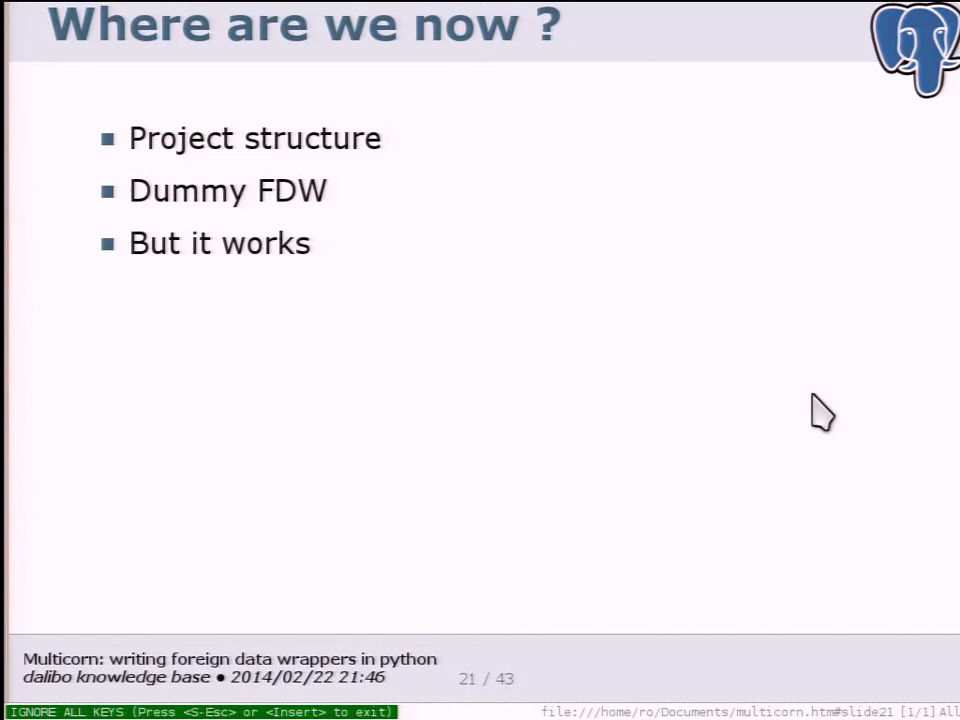 Where are we now ?
Project structure
Dummy FDW
But it works
Multicorn: writing foreign data wrappers in python
dalibo knowledge base ● 2014/02/22 21:46
21 / 43
IGNORE ALL KEYS (Press <S-Esc> or <Insert> to exit)
file:///home/ro/Documents/multicorn.htm#slide21 [1/1] All